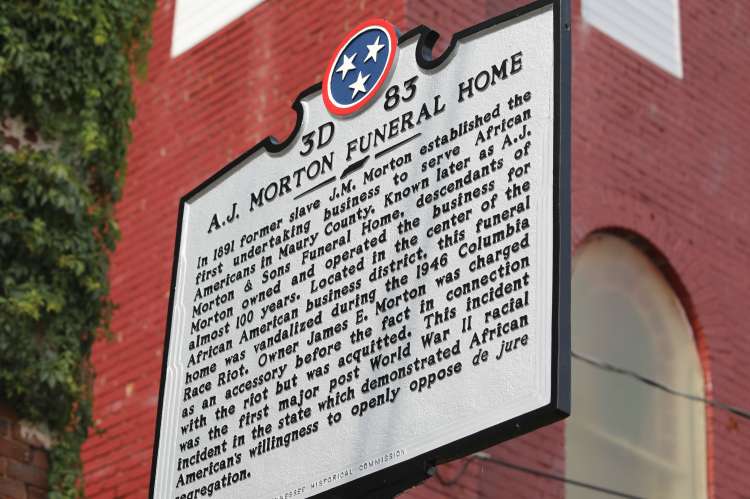 3D 83
A.J. MORTON FUNERAL HOME
In 1891 former slave J.M. Morton established the
first undertaking business to serve African
Americans in Maury County. Known later as A.J.
Morton & Sons Funeral Home, descendants of
Morton owned and operated the business for
almost 100 years. Located in the center of the
African American business district, this funeral
home was vandalized during the 1946 Columbia
Race Riot. Owner James E. Morton was charged
as an accessory before the fact in connection
with the riot but was acquitted. This incident
was the first major post World War II racial
incident in the state which demonstrated African
American's willingness to openly oppose de jure
segregation.
HISTORICAL COMMISSION